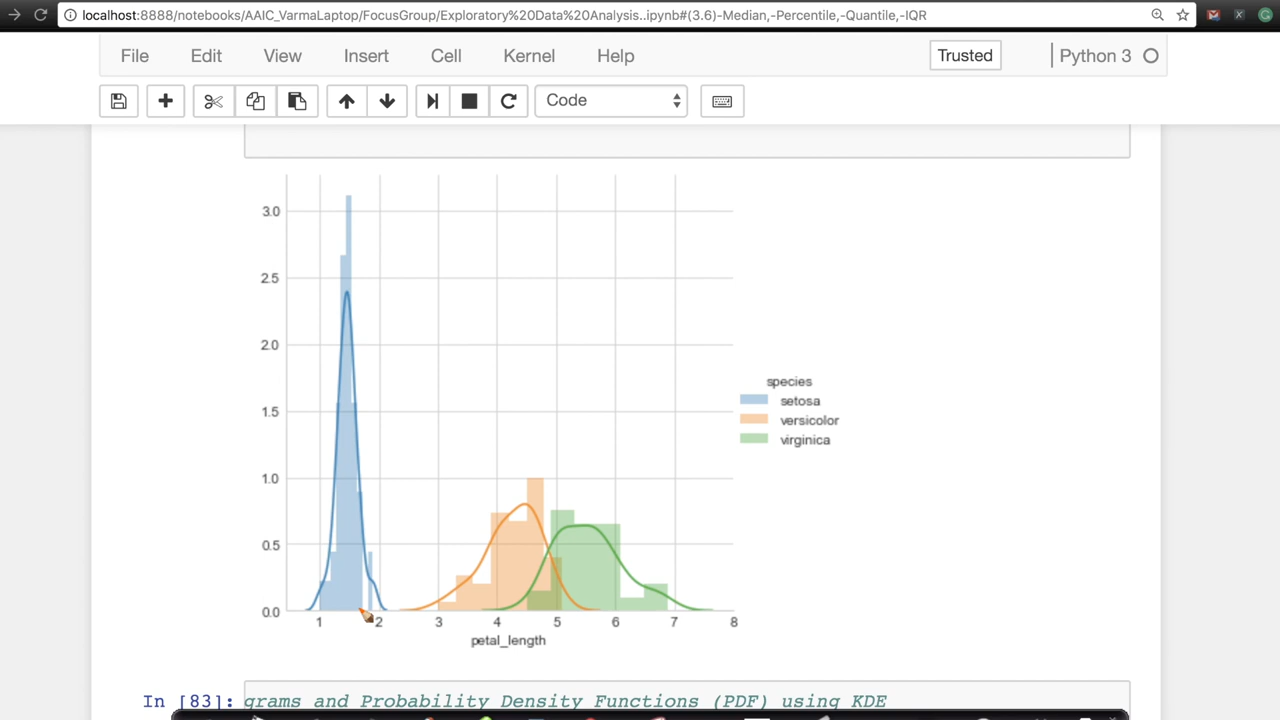 localhost:8888/notebooks/AAIC_VarmaLaptop/FocusGroup/Exploratory%20Data%20Analysis..ipynb#(3.6)-Median,-Percentile,-Quantile,-IQR
File Edit View Insert Cell Kernel Help Trusted Python 3
Code
3.0
2.5
2.0
1.5
1.0
0.5
0.0
species
setosa
versicolor
virginica
1 2 3 4 5 6 7 8
petal_length
In [83]: grams and Probability Density Functions (PDF) using KDE